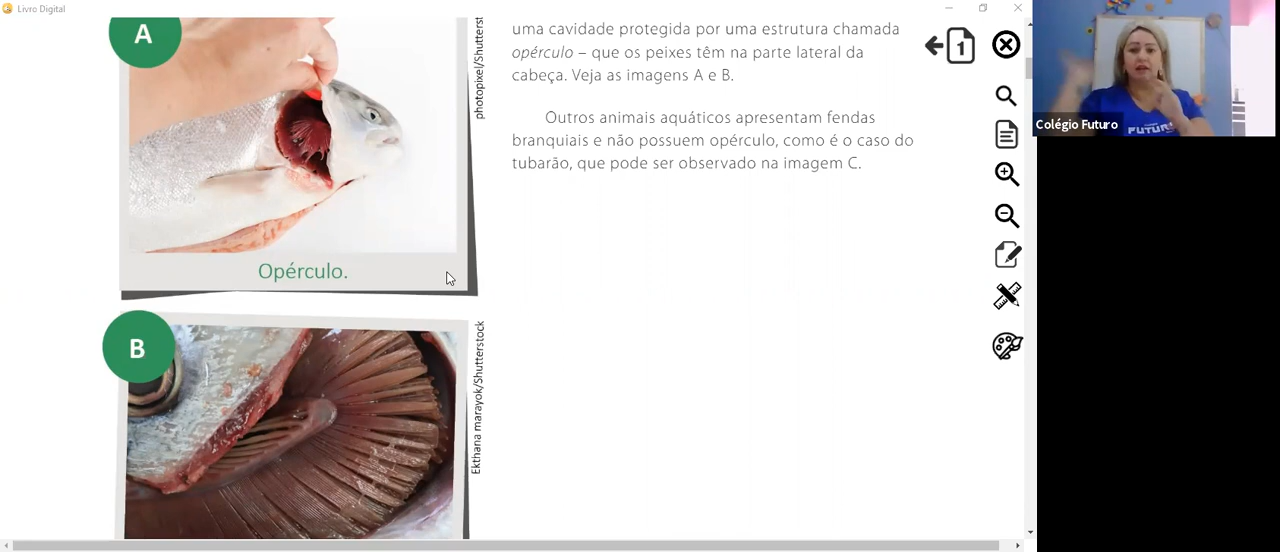 Livro Digital
A
photopixel/Shutterst
uma cavidade protegida por uma estrutura chamada
opérculo – que os peixes têm na parte lateral da
cabeça. Veja as imagens A e B.
Outros animais aquáticos apresentam fendas
branquiais e não possuem opérculo, como é o caso do
tubarão, que pode ser observado na imagem C.
Opérculo.
B
Ekthana marayok/Shutterstock
1
Colégio Futuro
FUTUR